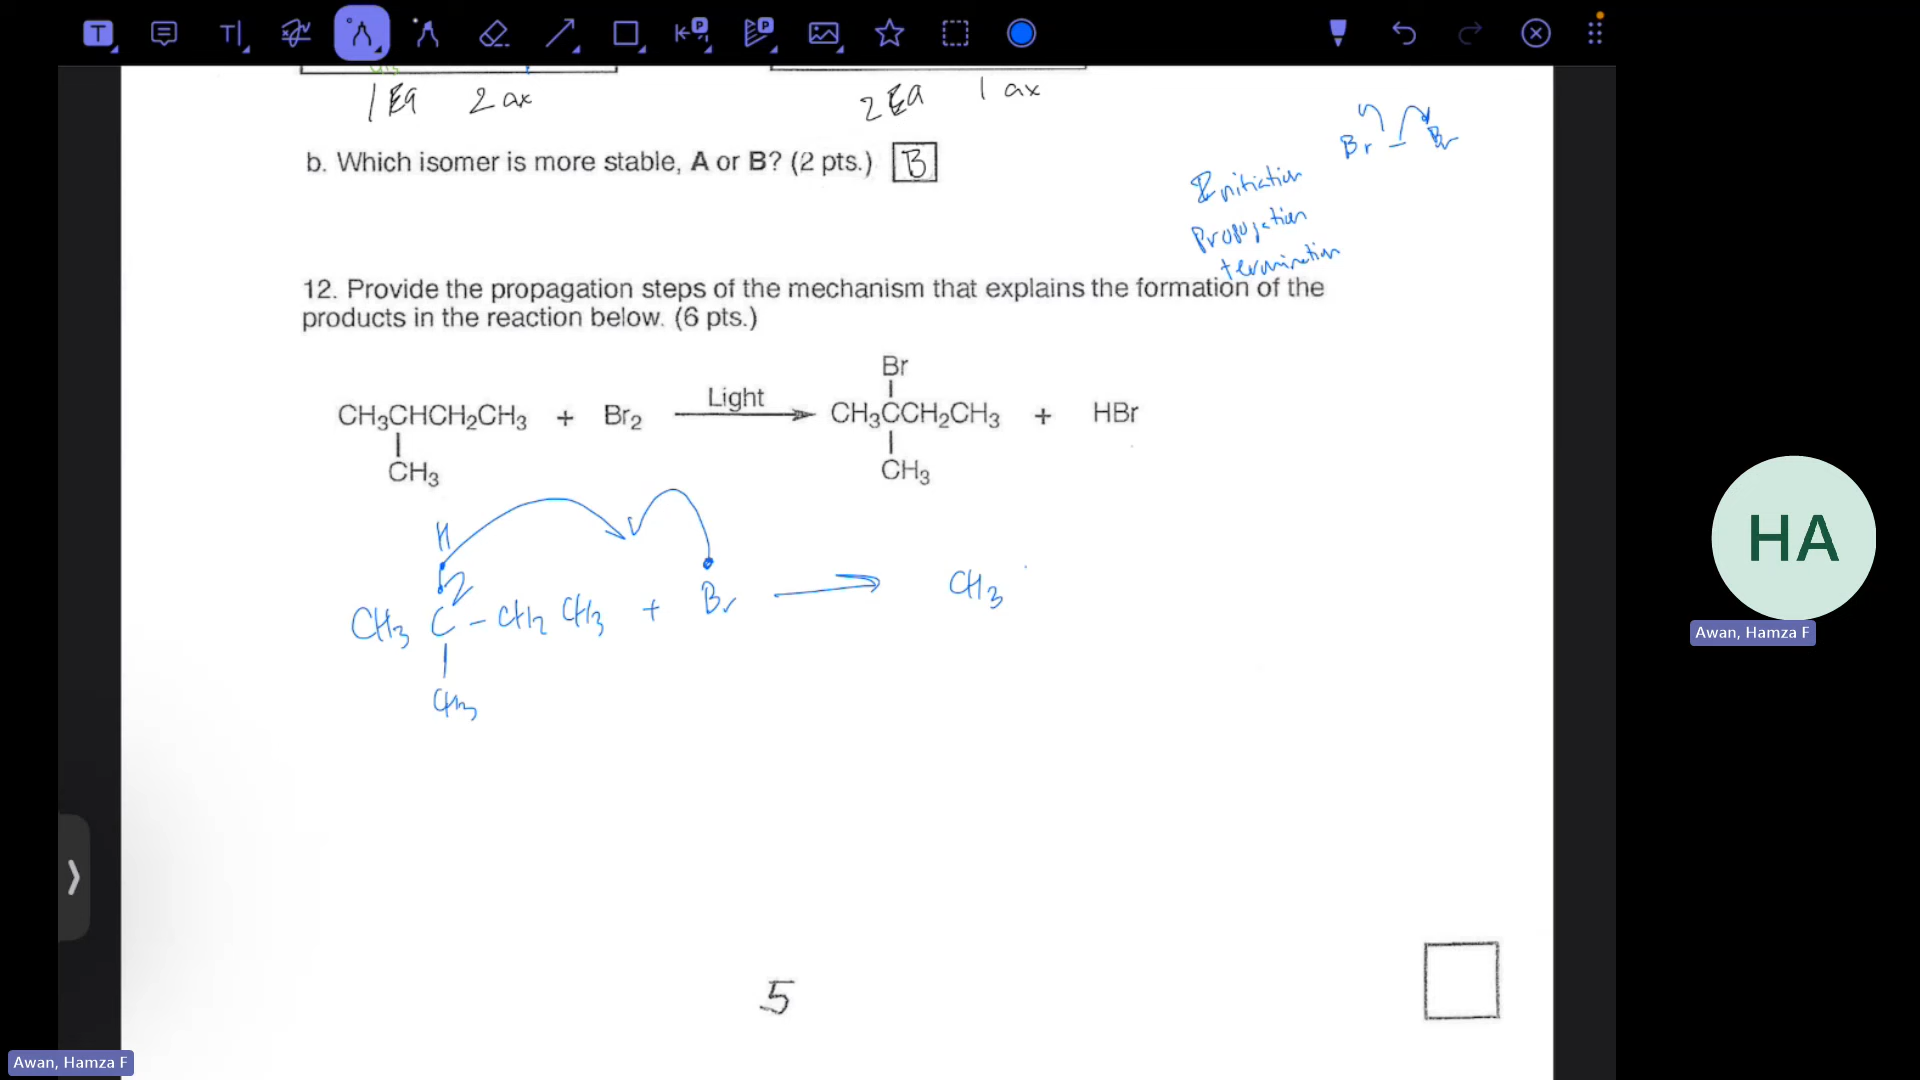 1 Eq 2 ax
2 Eq 1 ax
b. Which isomer is more stable, A or B? (2 pts.) B
Br – Br
Initiation
Propogation
termination
12. Provide the propagation steps of the mechanism that explains the formation of the
products in the reaction below. (6 pts.)
Br
Light
CH3CHCH2CH3 + Br2 CH3CCH2CH3 + HBr
CH3 CH3
H
CH3 C – CH2 CH3 + Br CH3
CH3
5
HA
Awan, Hamza F
Awan, Hamza F